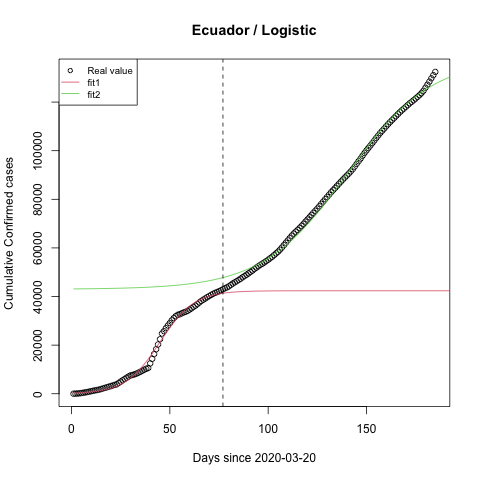 Ecuador / Logistic
Real value
fit1
fit2
Cumulative Confirmed cases
0
20000
40000
60000
80000
100000
0
50
100
150
Days since 2020-03-20